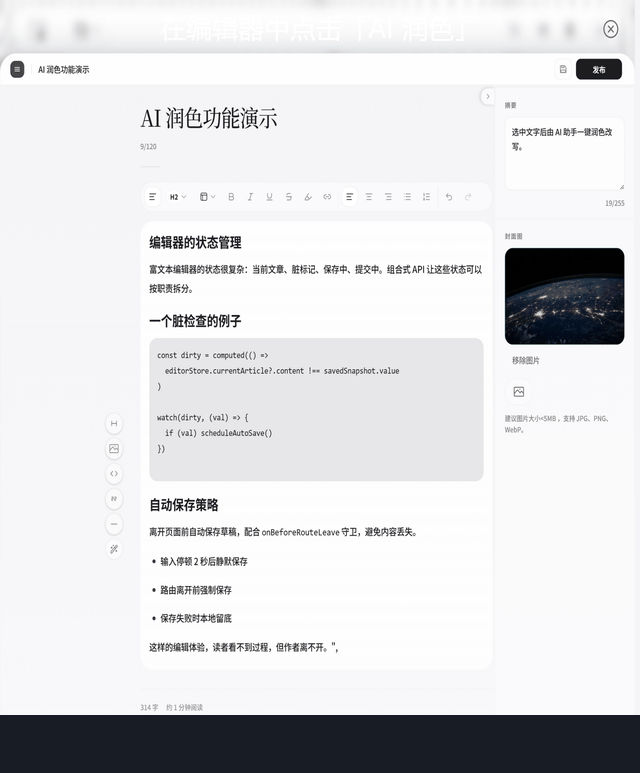 在编辑器中点击「AI 润色」
AI 润色功能演示
发布
AI 润色功能演示
9/120
H2
B I U S
编辑器的状态管理
富文本编辑器的状态很复杂：当前文章、脏标记、保存中、提交中。组合式 API 让这些状态可以
按职责拆分。
一个脏检查的例子
const dirty = computed(() =>
  editorStore.currentArticle?.content !== savedSnapshot.value
)
watch(dirty, (val) => {
  if (val) scheduleAutoSave()
})
自动保存策略
离开页面前自动保存草稿，配合 onBeforeRouteLeave 守卫，避免内容丢失。
• 输入停顿 2 秒后静默保存
• 路由离开前强制保存
• 保存失败时本地留底
这样的编辑体验，读者看不到过程，但作者离不开。",
314 字 约 1 分钟阅读
摘要
选中文字后由 AI 助手一键润色改
写。
19/255
封面图
移除图片
建议图片大小<5MB ，支持 JPG、PNG、
WebP。